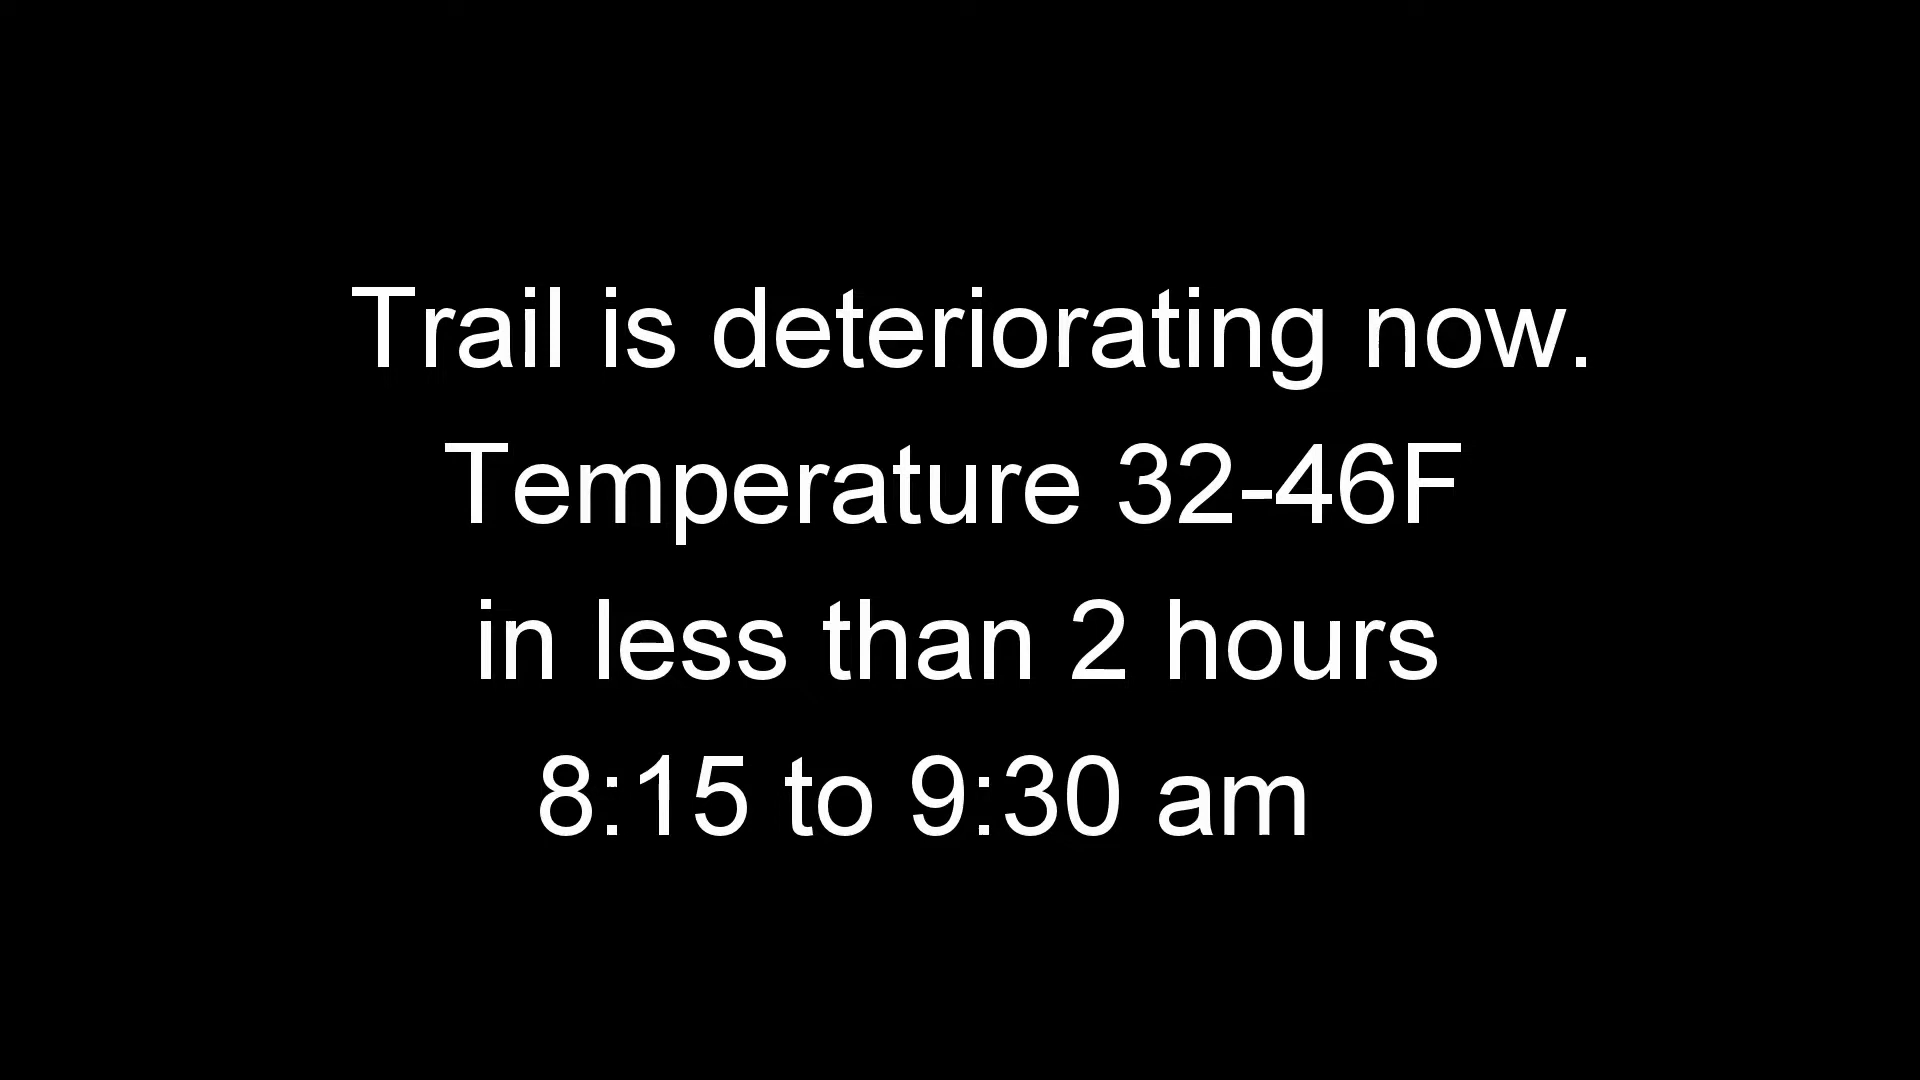 Trail is deteriorating now.
Temperature 32-46F
in less than 2 hours
8:15 to 9:30 am